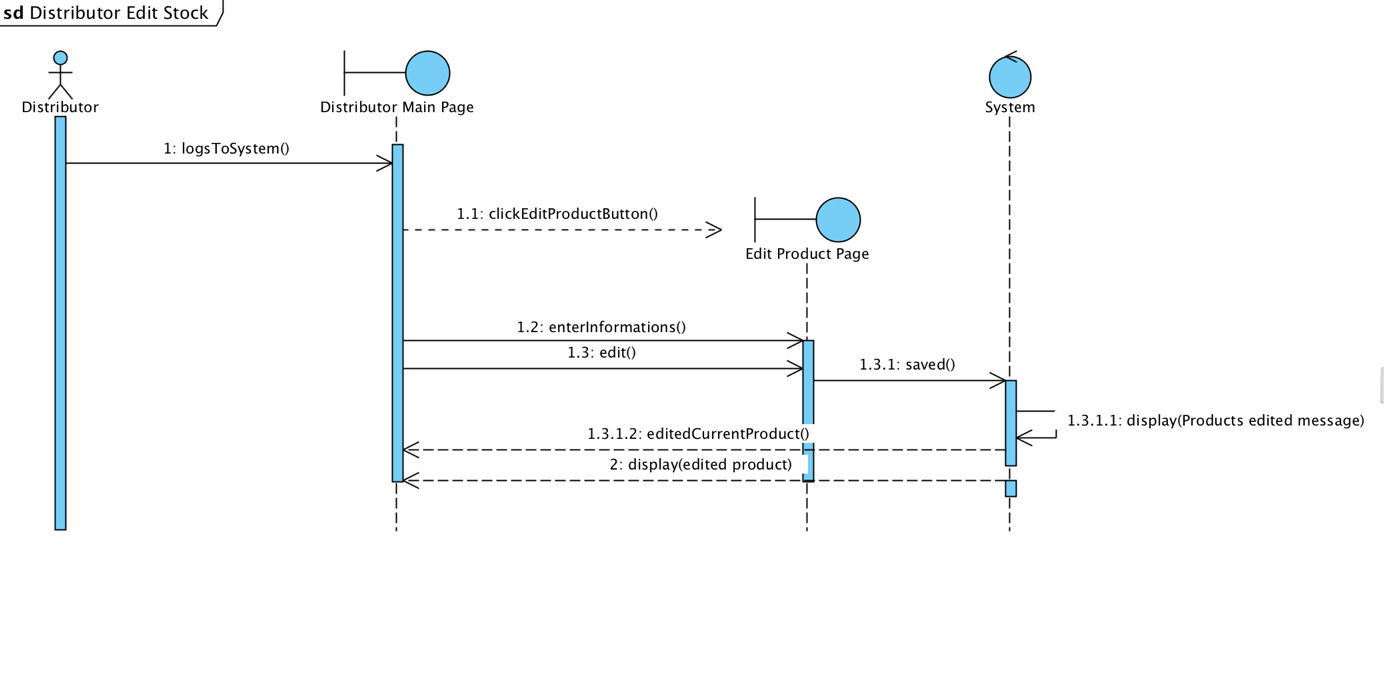 sd Distributor Edit Stock
Distributor
Distributor Main Page
System
1: logsToSystem()
1.1: clickEditProductButton()
Edit Product Page
1.2: enterInformations()
1.3: edit()
1.3.1: saved()
1.3.1.1: display(Products edited message)
1.3.1.2: editedCurrentProduct()
2: display(edited product)